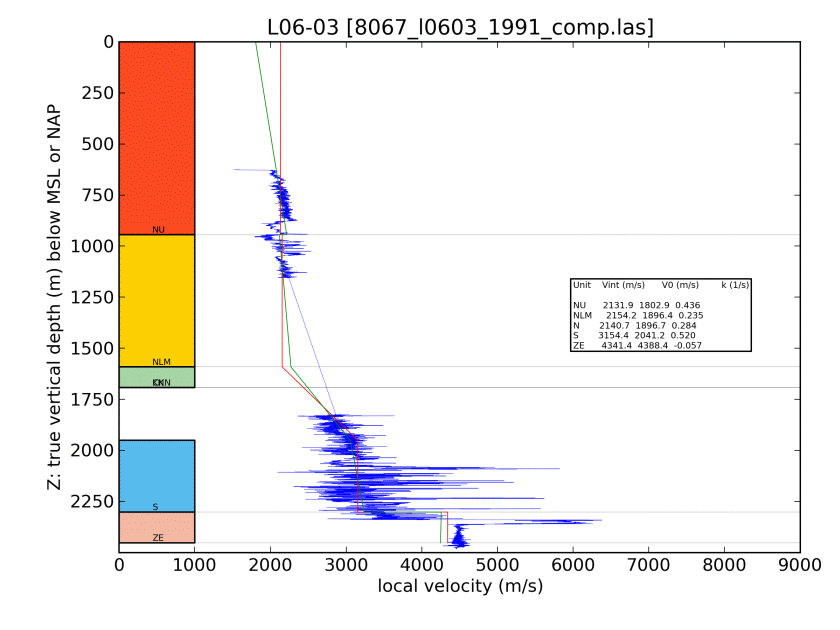 L06-03 [8067_l0603_1991_comp.las]
Z: true vertical depth (m) below MSL or NAP
0
250
500
750
1000
1250
1500
1750
2000
2250
NU
NLM
S
ZE
Unit Vint (m/s) V0 (m/s) k (1/s)
NU 2131.9 1802.9 0.436
NLM 2154.2 1896.4 0.235
N 2140.7 1896.7 0.284
S 3154.4 2041.2 0.520
ZE 4341.4 4388.4 -0.057
0 1000 2000 3000 4000 5000 6000 7000 8000 9000
local velocity (m/s)